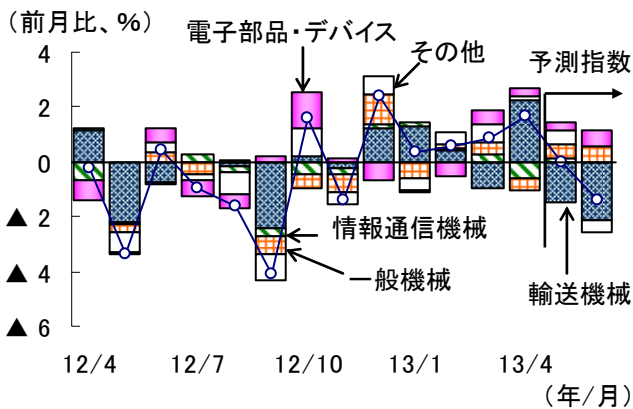 （前月比、％）
電子部品・デバイス
その他
予測指数
4
2
0
▲ 2
▲ 4
▲ 6
情報通信機械
一般機械
輸送機械
12/4 12/7 12/10 13/1 13/4
（年/月）